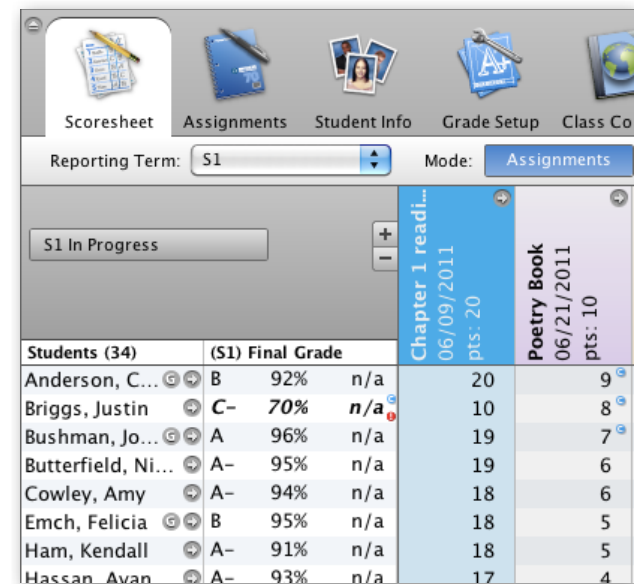 Scoresheet Assignments Student Info Grade Setup Class Co
Reporting Term: S1 Mode: Assignments
S1 In Progress
+
−
Chapter 1 readi...
06/09/2011
pts: 20
Poetry Book
06/21/2011
pts: 10
Students (34) (S1) Final Grade
Anderson, C... G B 92% n/a 20 9
Briggs, Justin C- 70% n/a 10 8
Bushman, Jo... G A 96% n/a 19 7
Butterfield, Ni... A- 95% n/a 19 6
Cowley, Amy A- 94% n/a 18 6
Emch, Felicia G B 95% n/a 18 5
Ham, Kendall A- 91% n/a 18 5
Hassan, Ayan A- 93% n/a 17 4